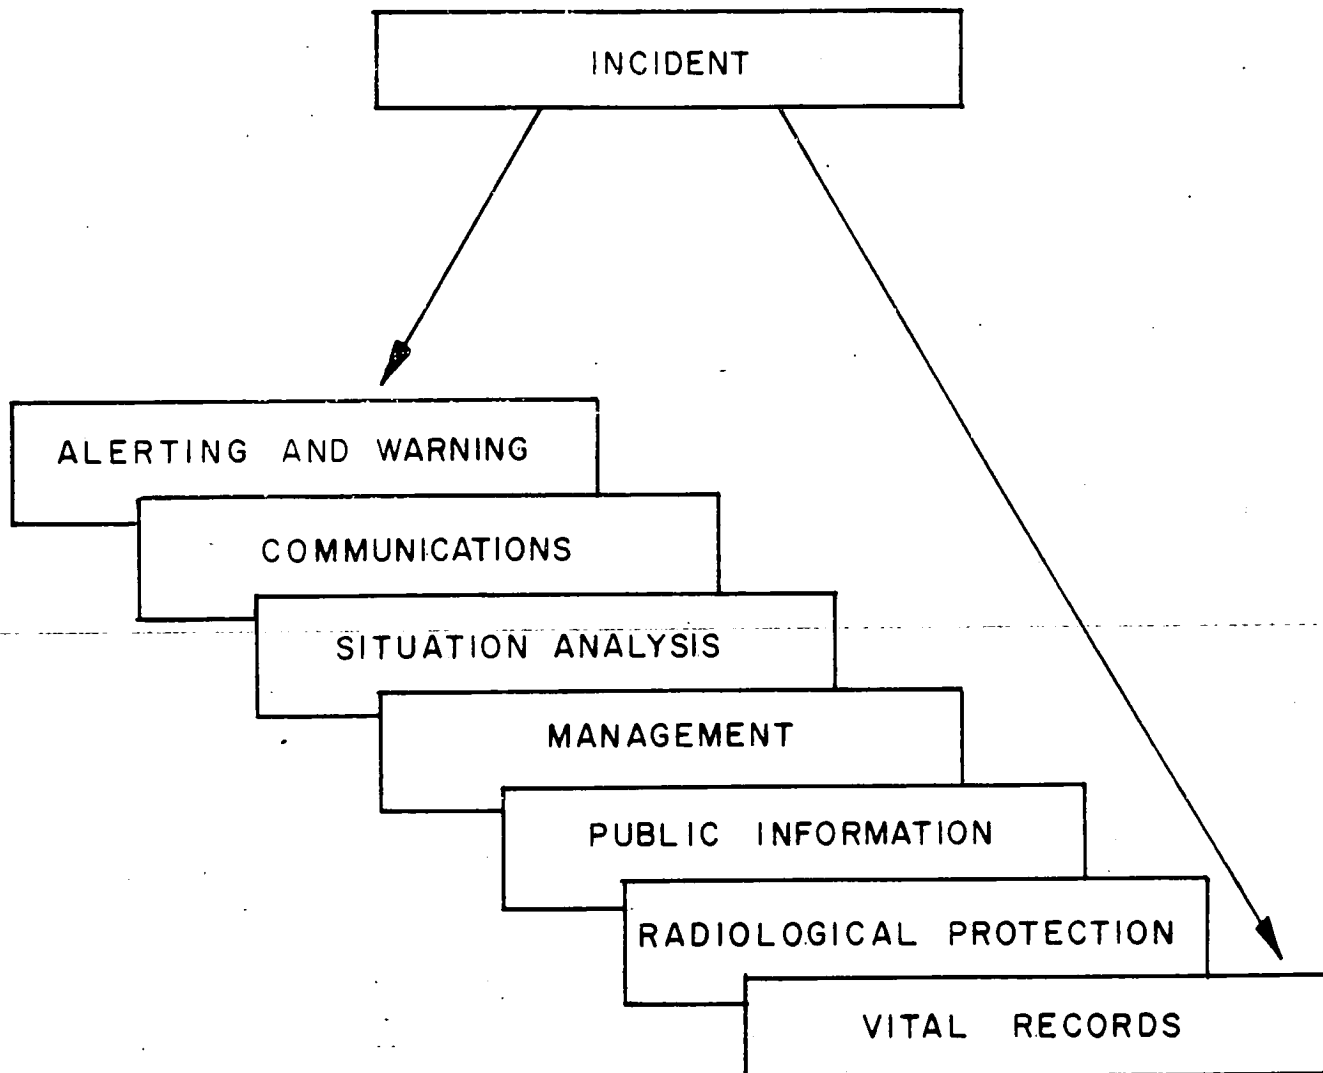 INCIDENT
ALERTING AND WARNING
COMMUNICATIONS
SITUATION ANALYSIS
MANAGEMENT
PUBLIC INFORMATION
RADIOLOGICAL PROTECTION
VITAL RECORDS